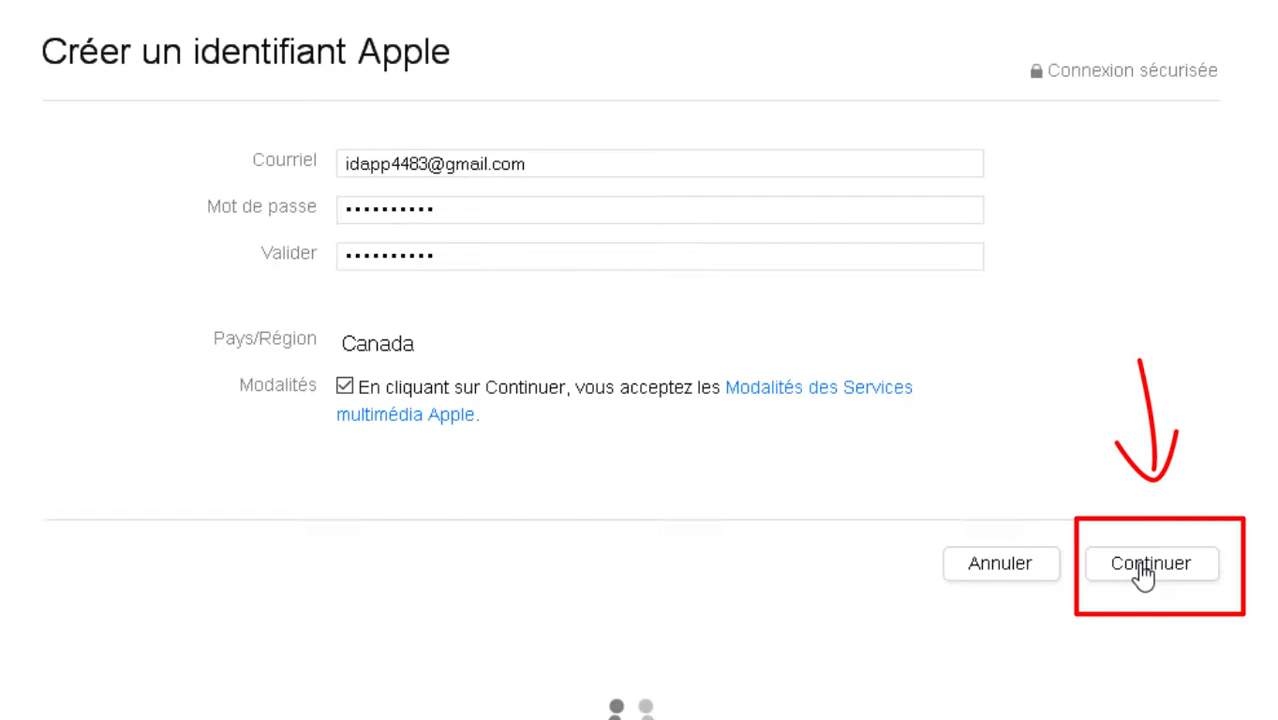 Créer un identifiant Apple
Connexion sécurisée
Courriel idapp4483@gmail.com
Mot de passe ••••••••••
Valider ••••••••••
Pays/Région Canada
Modalités En cliquant sur Continuer, vous acceptez les Modalités des Services
multimédia Apple.
Annuler Continuer